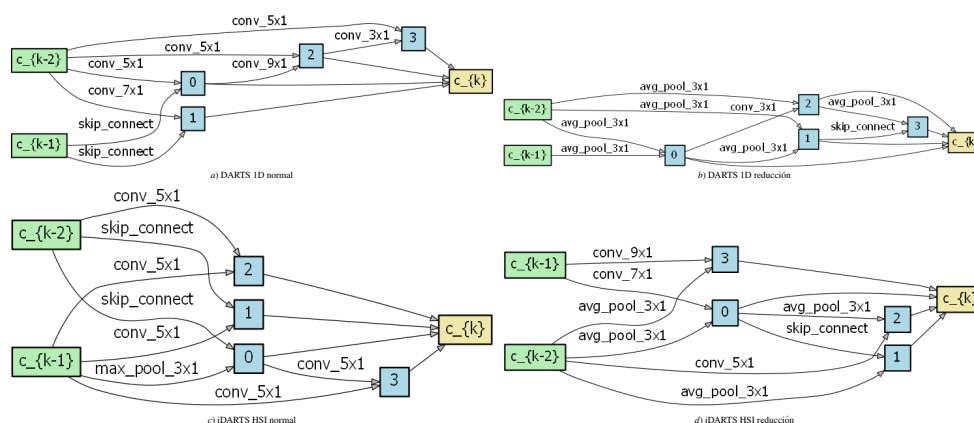 conv_5x1
conv_3x1
3
c_{k-2}
conv_5x1
2
conv_5x1
conv_9x1
0
c_{k}
conv_7x1
1
skip_connect
c_{k-1}
skip_connect
a) DARTS 1D normal
avg_pool_3x1
c_{k-2}
avg_pool_3x1
conv_3x1
2
avg_pool_3x1
avg_pool_3x1
1
skip_connect
3
c_{k-1}
avg_pool_3x1
0
avg_pool_3x1
c_{k
b) DARTS 1D reducción
conv_5x1
c_{k-2}
skip_connect
conv_5x1
2
skip_connect
1
c_{k}
conv_5x1
c_{k-1}
0
max_pool_3x1
conv_5x1
conv_5x1
3
c) iDARTS HSI normal
conv_9x1
c_{k-1}
3
conv_7x1
avg_pool_3x1
0
avg_pool_3x1
c_{k
2
avg_pool_3x1
skip_connect
c_{k-2}
conv_5x1
1
avg_pool_3x1
d) iDARTS HSI reducción